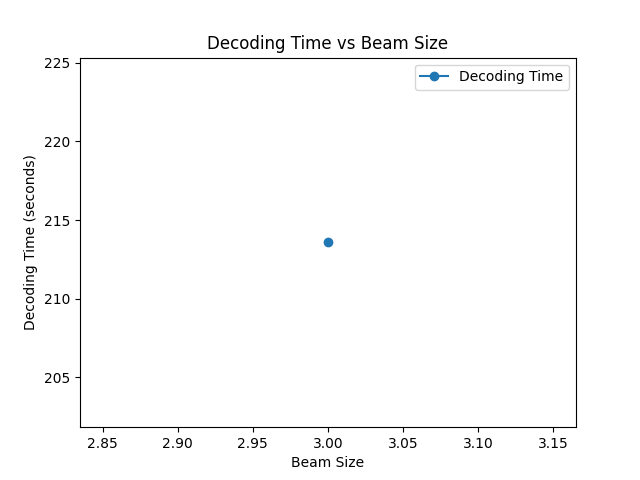 Decoding Time vs Beam Size
225
220
215
210
205
Decoding Time (seconds)
Decoding Time
2.85 2.90 2.95 3.00 3.05 3.10 3.15
Beam Size